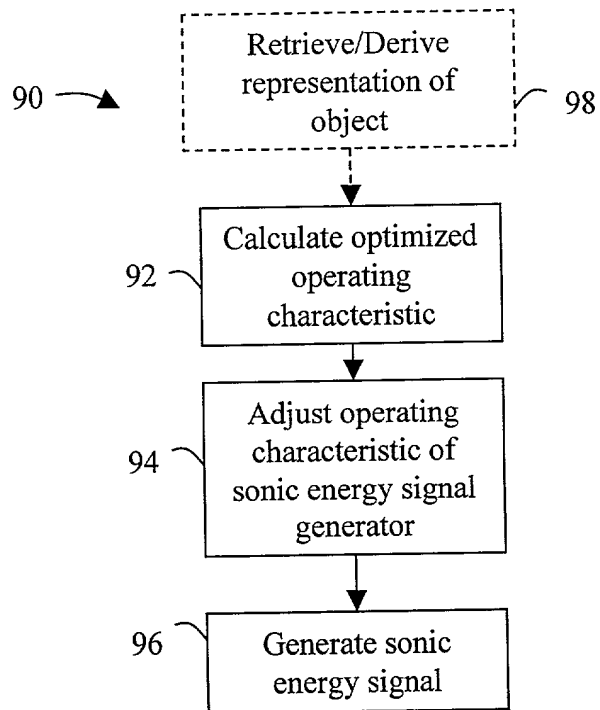 Retrieve/Derive
representation of
object
90
98
Calculate optimized
operating
characteristic
92
Adjust operating
characteristic of
sonic energy signal
generator
94
Generate sonic
energy signal
96